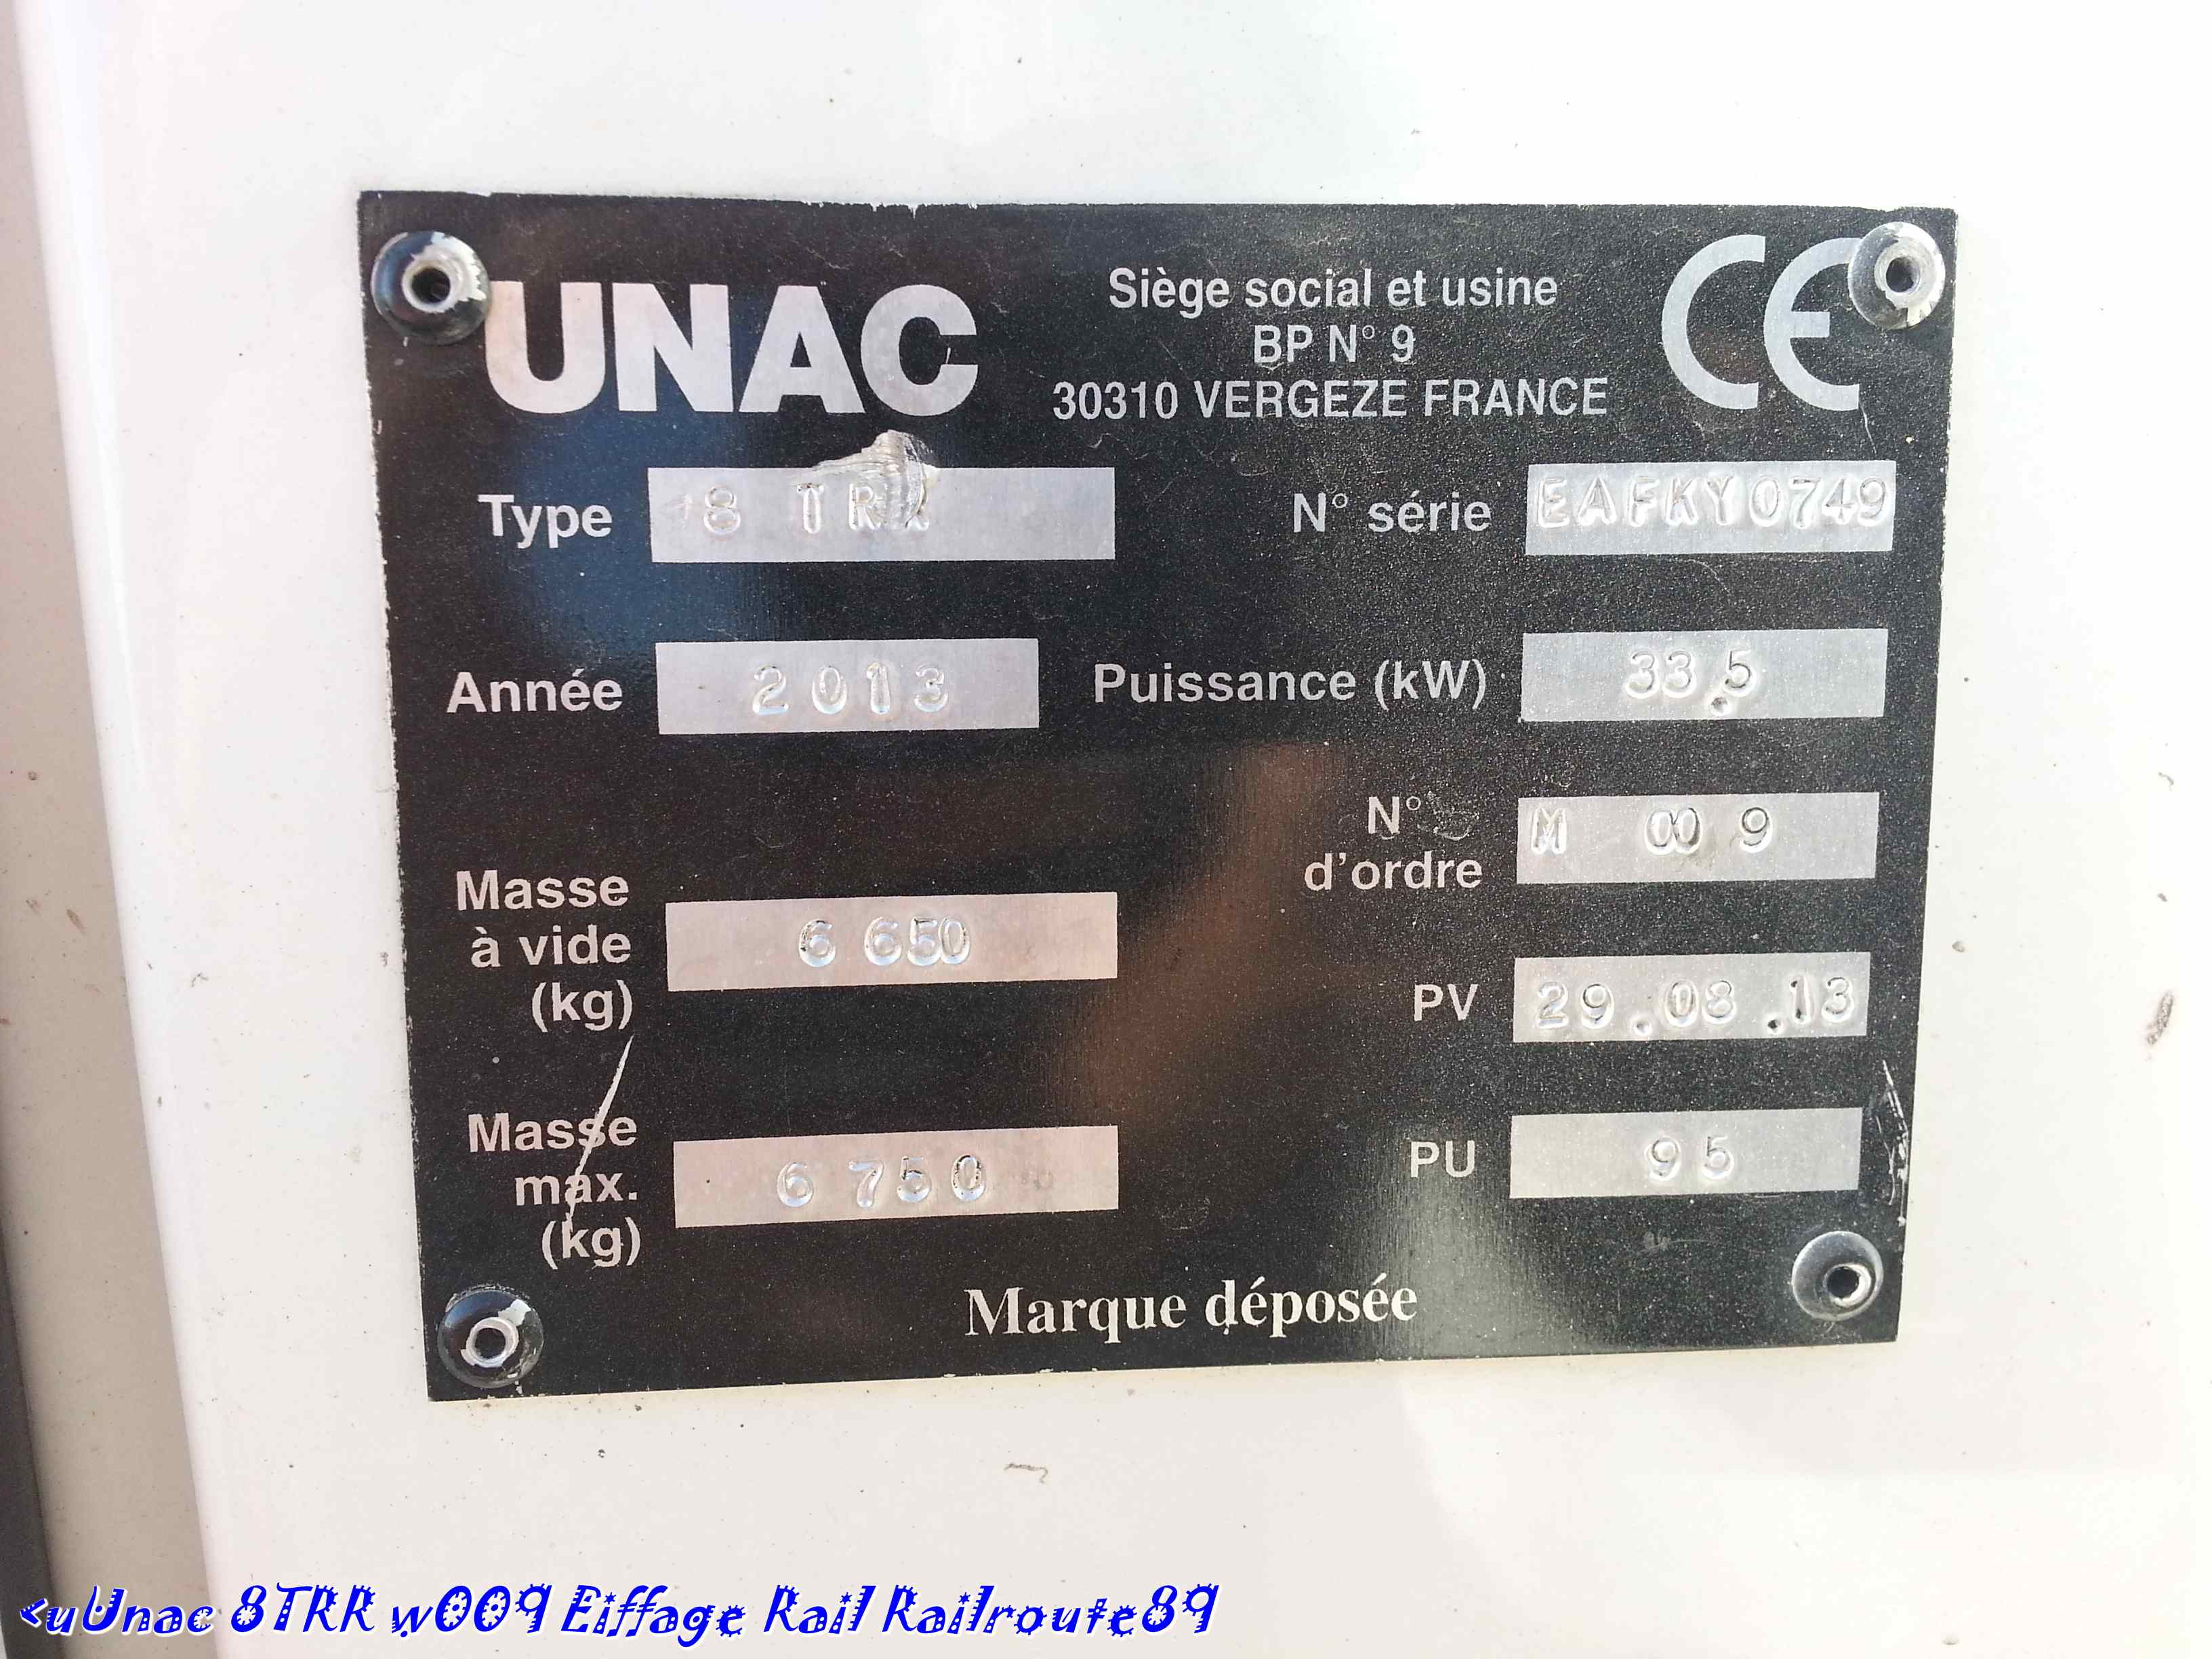 UNAC
Siège social et usine
BP N° 9
30310 VERGEZE FRANCE
CE
Type 8 TRR
N° série EAFKY0749
Année 2013
Puissance (kW) 33,5
N° d'ordre M 009
Masse à vide (kg) 6 650
PV 29.08.13
Masse max. (kg) 6 750
PU 95
Marque déposée
<uUnac 8TRR w009 Eiffage Rail Railroute89